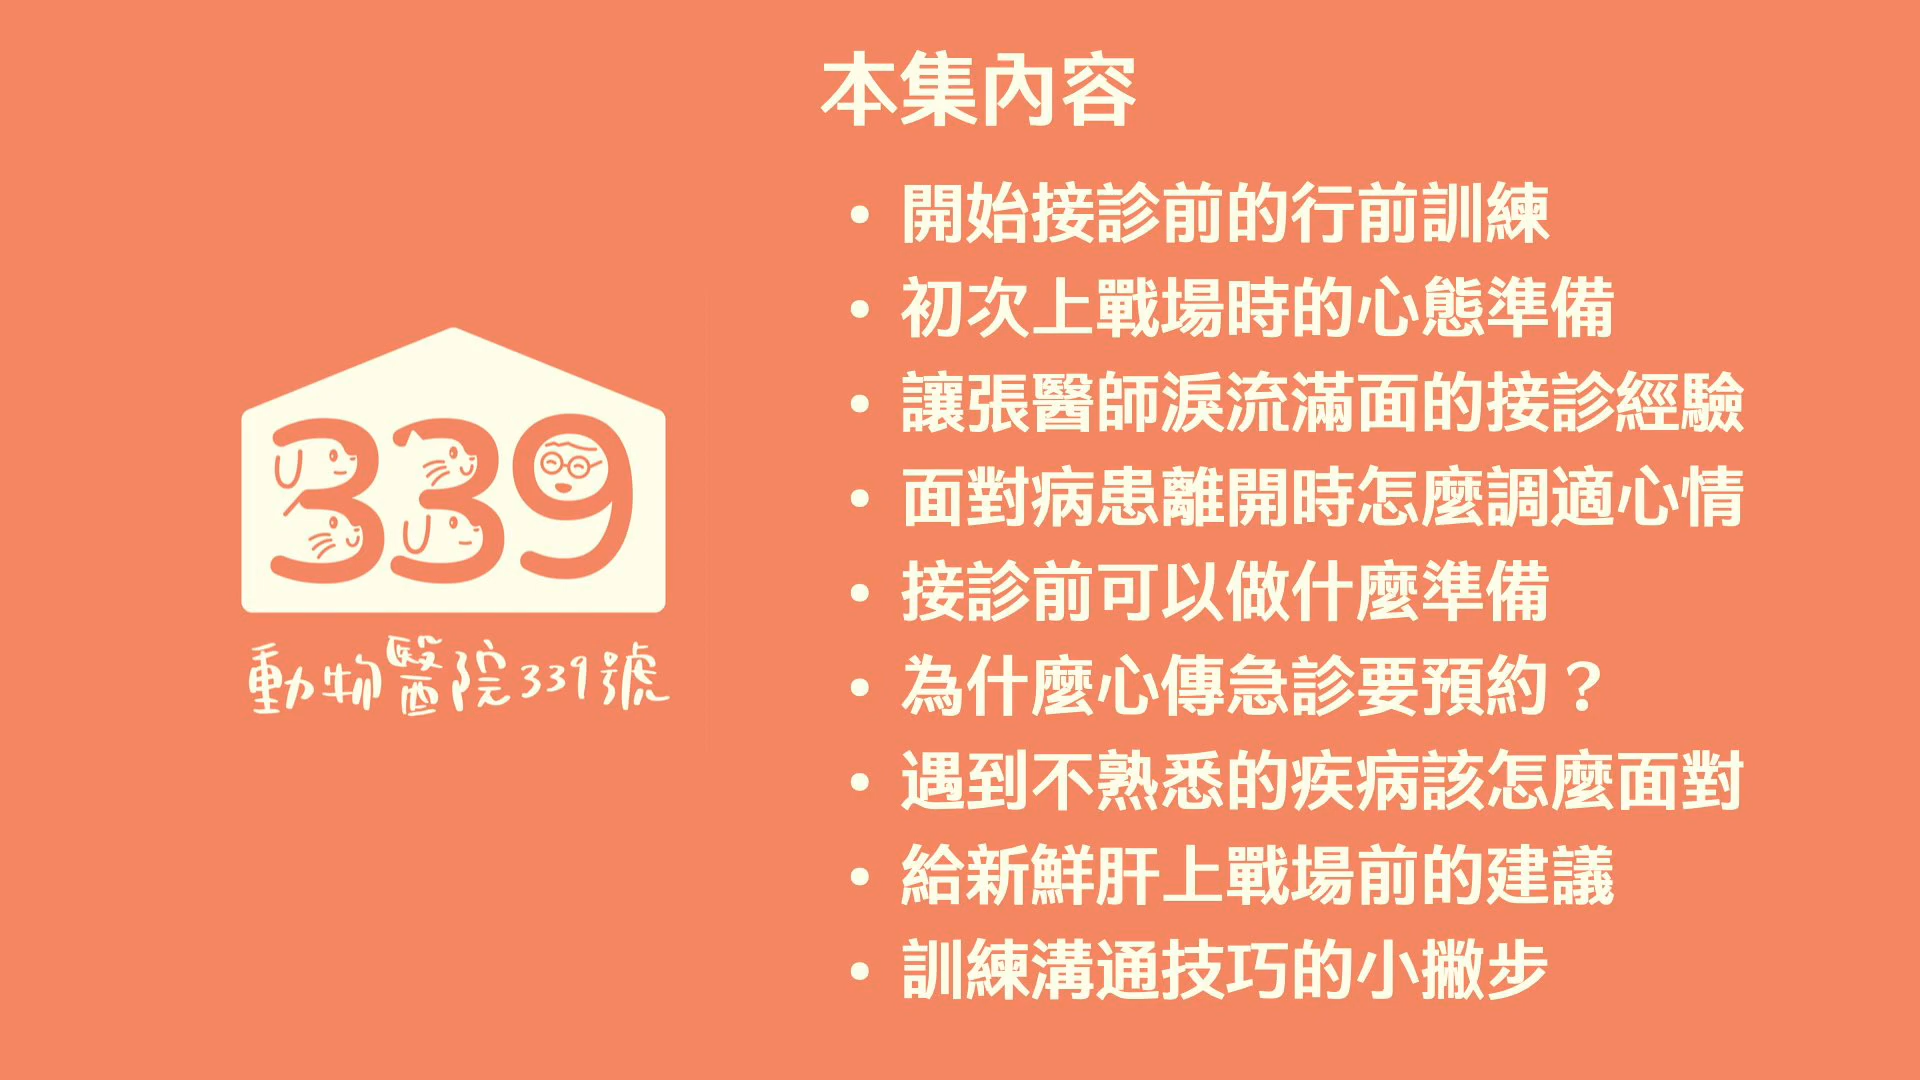 本集內容
• 開始接診前的行前訓練
• 初次上戰場時的心態準備
• 讓張醫師淚流滿面的接診經驗
• 面對病患離開時怎麼調適心情
• 接診前可以做什麼準備
• 為什麼心傳急診要預約？
• 遇到不熟悉的疾病該怎麼面對
• 給新鮮肝上戰場前的建議
• 訓練溝通技巧的小撇步
339
動物醫院339號